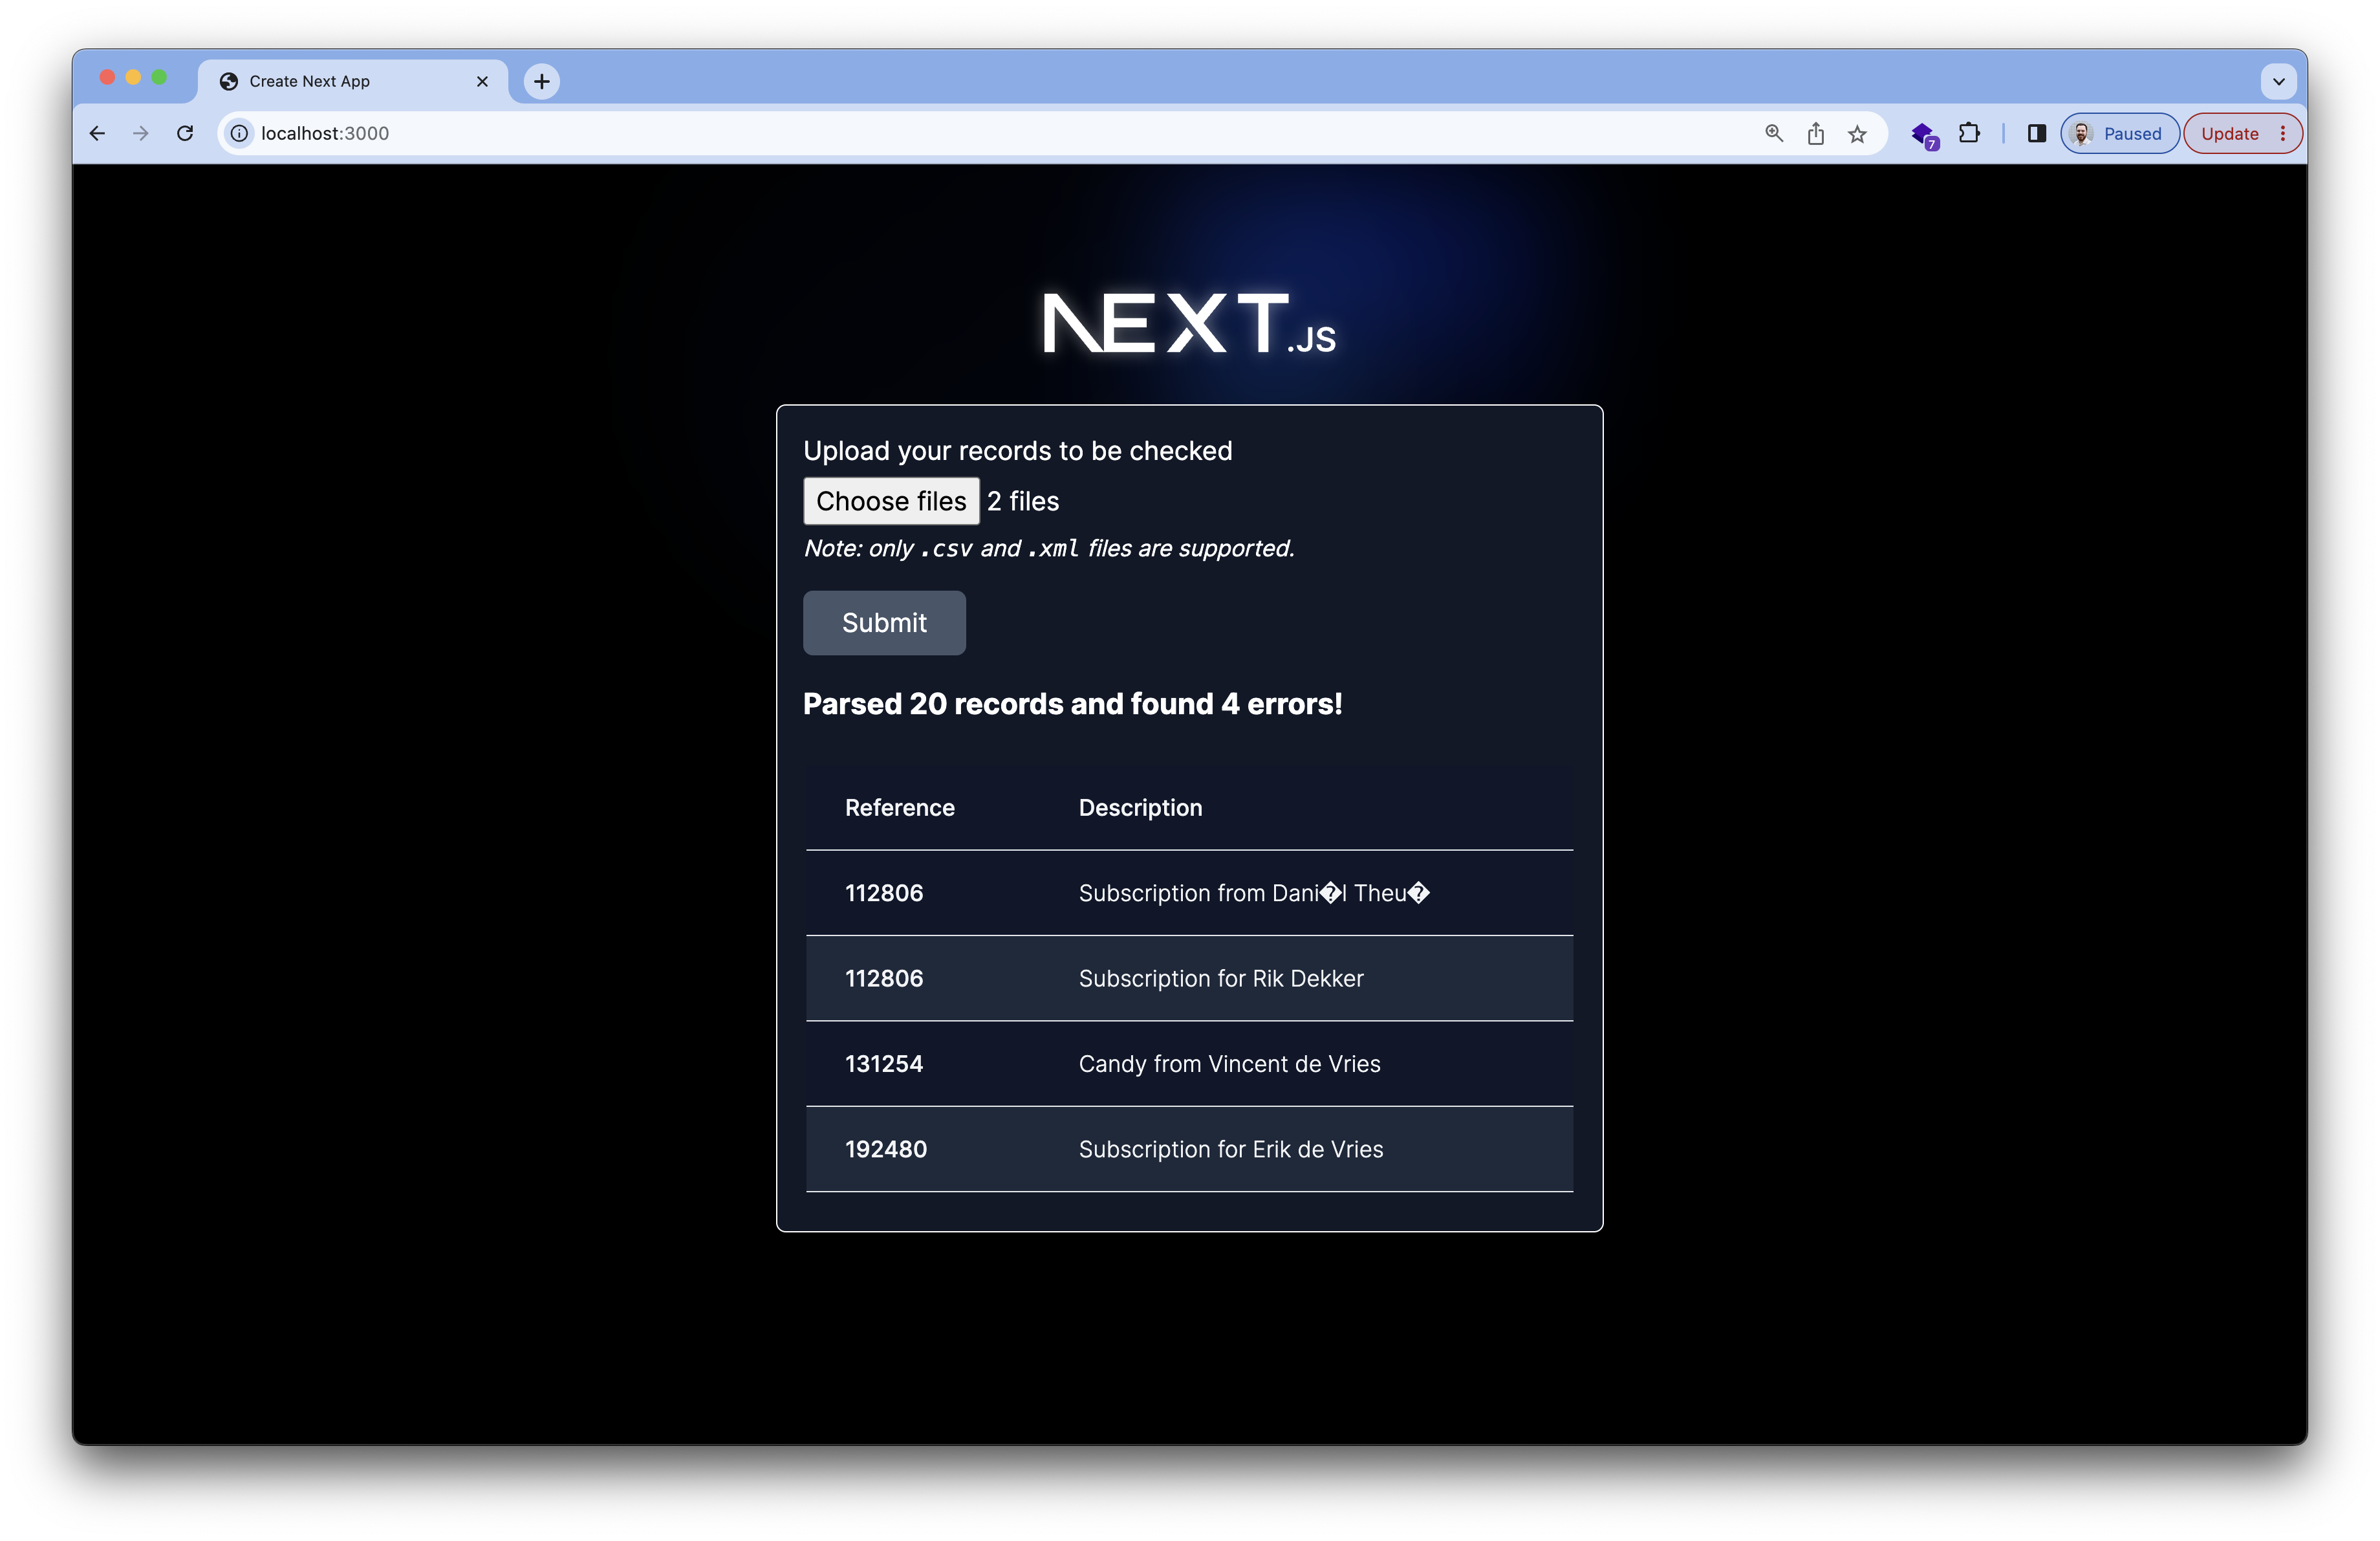 Create Next App
localhost:3000
7
Paused
Update
NEXT.JS
Upload your records to be checked
Choose files 2 files
Note: only .csv and .xml files are supported.
Submit
Parsed 20 records and found 4 errors!
Reference Description
112806 Subscription from Dani�l Theu�
112806 Subscription for Rik Dekker
131254 Candy from Vincent de Vries
192480 Subscription for Erik de Vries